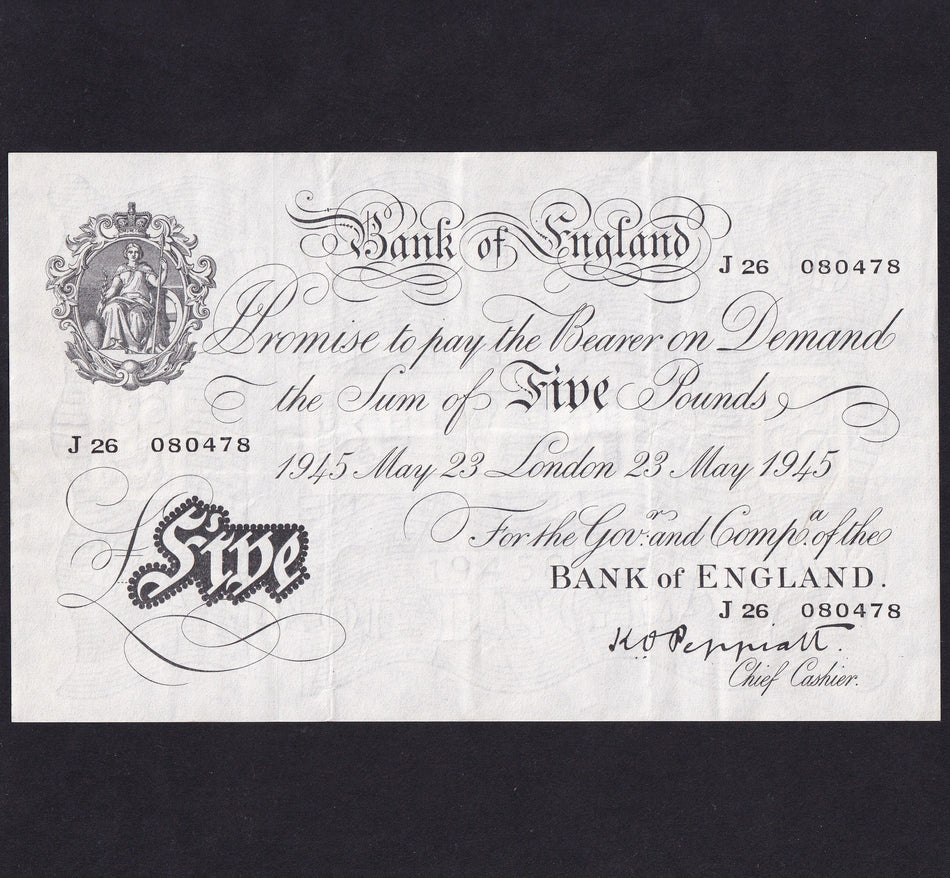 Bank of England
J 26 080478
I Promise to pay the Bearer on Demand
the Sum of Five Pounds
J 26 080478
1945 May 23 London 23 May 1945
For the Govr. and Compa. of the
BANK of ENGLAND.
£ Five
J 26 080478
K O Peppiatt.
Chief Cashier.